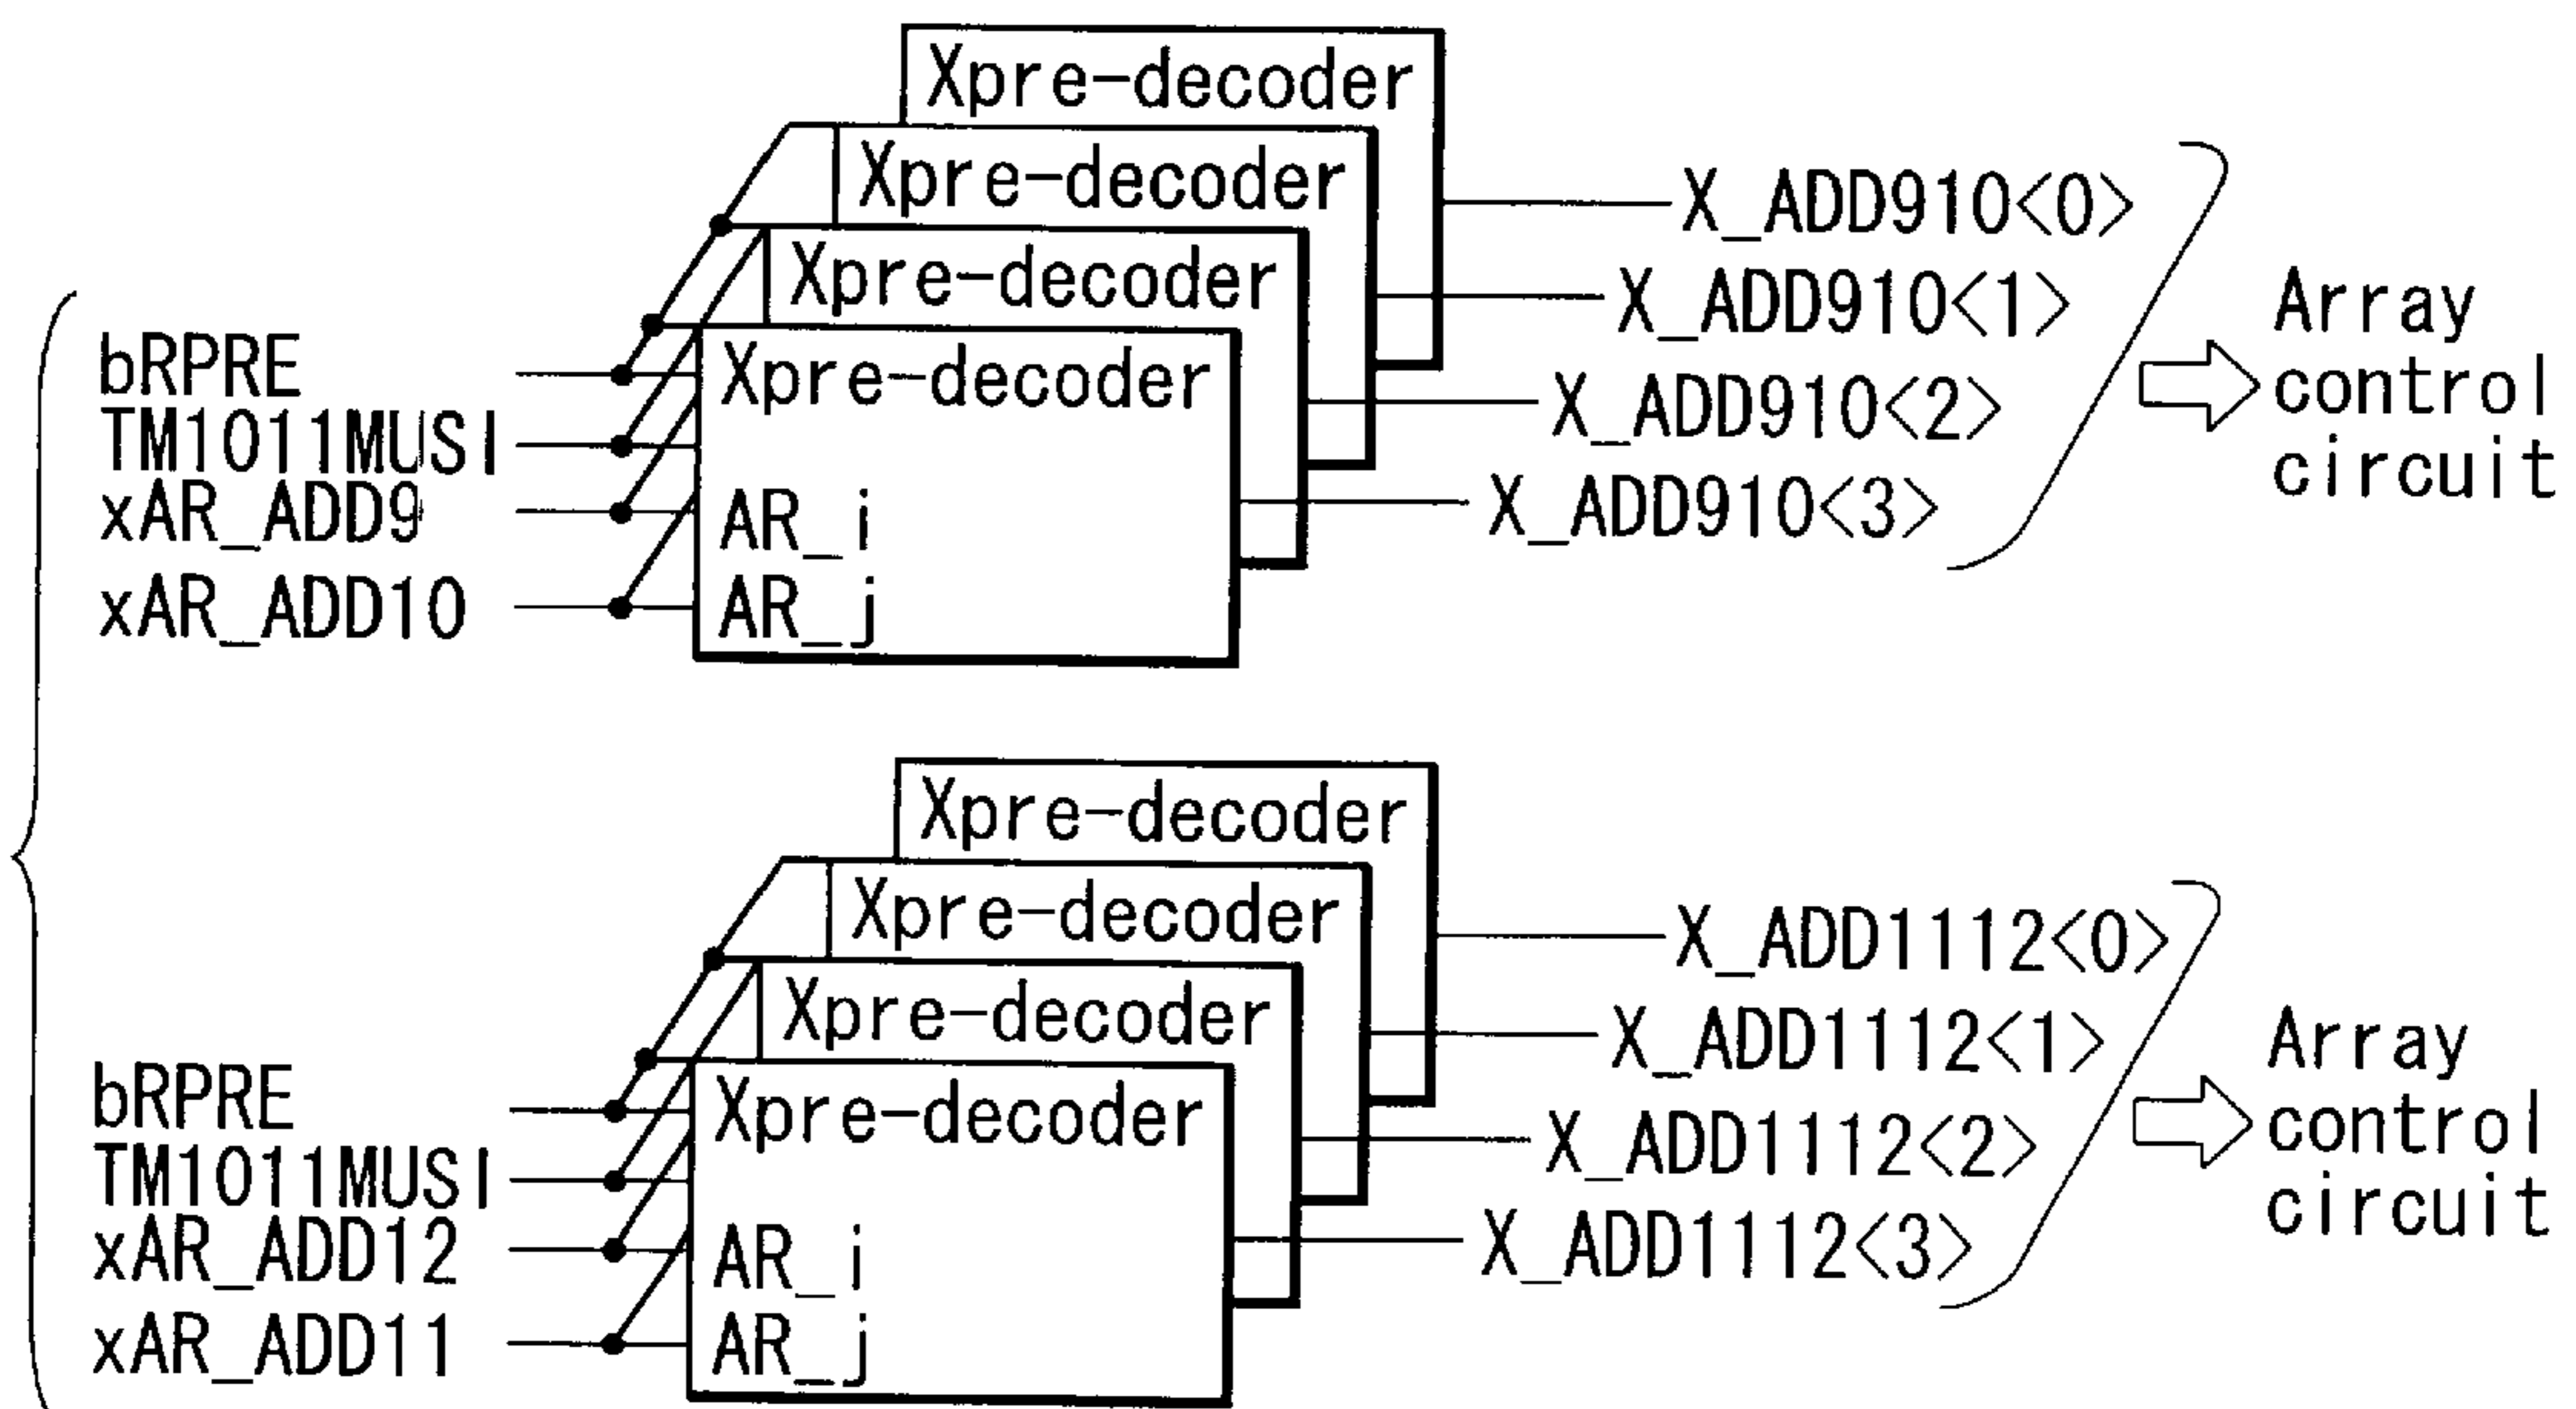 Xpre-decoder
Xpre-decoder
Xpre-decoder
Xpre-decoder
bRPRE
TM1011MUSI
xAR_ADD9
xAR_ADD10
AR_i
AR_j
X_ADD910<0>
X_ADD910<1>
X_ADD910<2>
X_ADD910<3>
Array
control
circuit
Xpre-decoder
Xpre-decoder
Xpre-decoder
Xpre-decoder
bRPRE
TM1011MUSI
xAR_ADD12
xAR_ADD11
AR_i
AR_j
X_ADD1112<0>
X_ADD1112<1>
X_ADD1112<2>
X_ADD1112<3>
Array
control
circuit